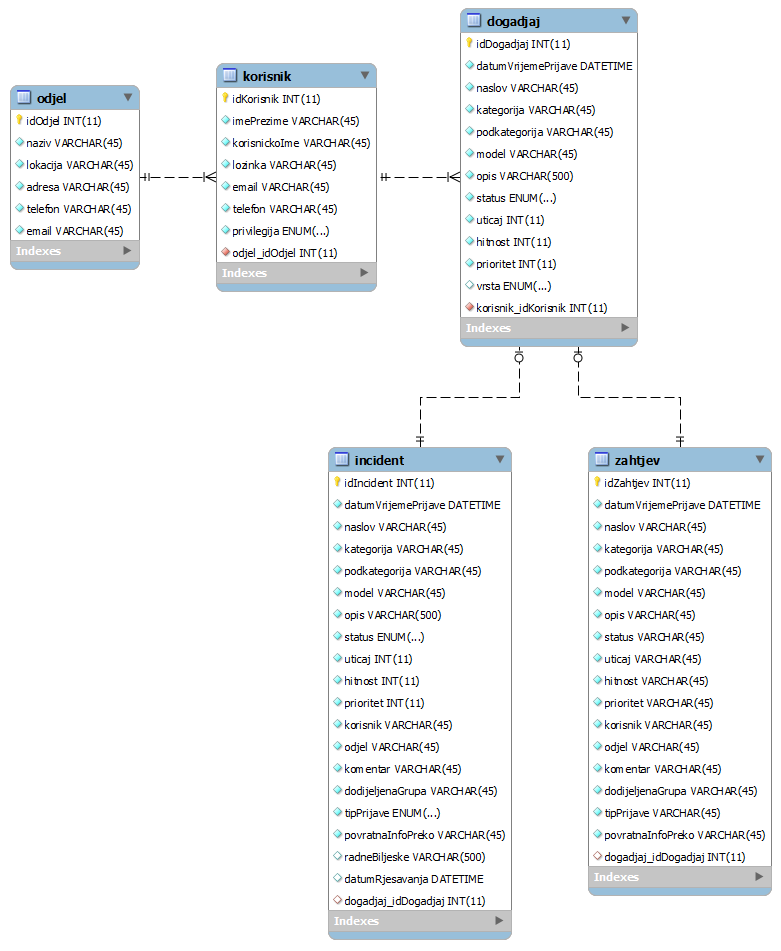 odjel
idOdjel INT(11)
naziv VARCHAR(45)
lokacija VARCHAR(45)
adresa VARCHAR(45)
telefon VARCHAR(45)
email VARCHAR(45)
Indexes
korisnik
idKorisnik INT(11)
imePrezime VARCHAR(45)
korisnickoIme VARCHAR(45)
lozinka VARCHAR(45)
email VARCHAR(45)
telefon VARCHAR(45)
privilegija ENUM(...)
odjel_idOdjel INT(11)
Indexes
dogadjaj
idDogadjaj INT(11)
datumVrijemePrijave DATETIME
naslov VARCHAR(45)
kategorija VARCHAR(45)
podkategorija VARCHAR(45)
model VARCHAR(45)
opis VARCHAR(500)
status ENUM(...)
uticaj INT(11)
hitnost INT(11)
prioritet INT(11)
vrsta ENUM(...)
korisnik_idKorisnik INT(11)
Indexes
incident
idIncident INT(11)
datumVrijemePrijave DATETIME
naslov VARCHAR(45)
kategorija VARCHAR(45)
podkategorija VARCHAR(45)
model VARCHAR(45)
opis VARCHAR(500)
status ENUM(...)
uticaj INT(11)
hitnost INT(11)
prioritet INT(11)
korisnik VARCHAR(45)
odjel VARCHAR(45)
komentar VARCHAR(45)
dodijeljenaGrupa VARCHAR(45)
tipPrijave ENUM(...)
povratnaInfoPreko VARCHAR(45)
radneBiljeske VARCHAR(500)
datumRjesavanja DATETIME
dogadjaj_idDogadjaj INT(11)
Indexes
zahtjev
idZahtjev INT(11)
datumVrijemePrijave DATETIME
naslov VARCHAR(45)
kategorija VARCHAR(45)
podkategorija VARCHAR(45)
model VARCHAR(45)
opis VARCHAR(45)
status VARCHAR(45)
uticaj VARCHAR(45)
hitnost VARCHAR(45)
prioritet VARCHAR(45)
korisnik VARCHAR(45)
odjel VARCHAR(45)
komentar VARCHAR(45)
dodijeljenaGrupa VARCHAR(45)
tipPrijave VARCHAR(45)
povratnaInfoPreko VARCHAR(45)
dogadjaj_idDogadjaj INT(11)
Indexes